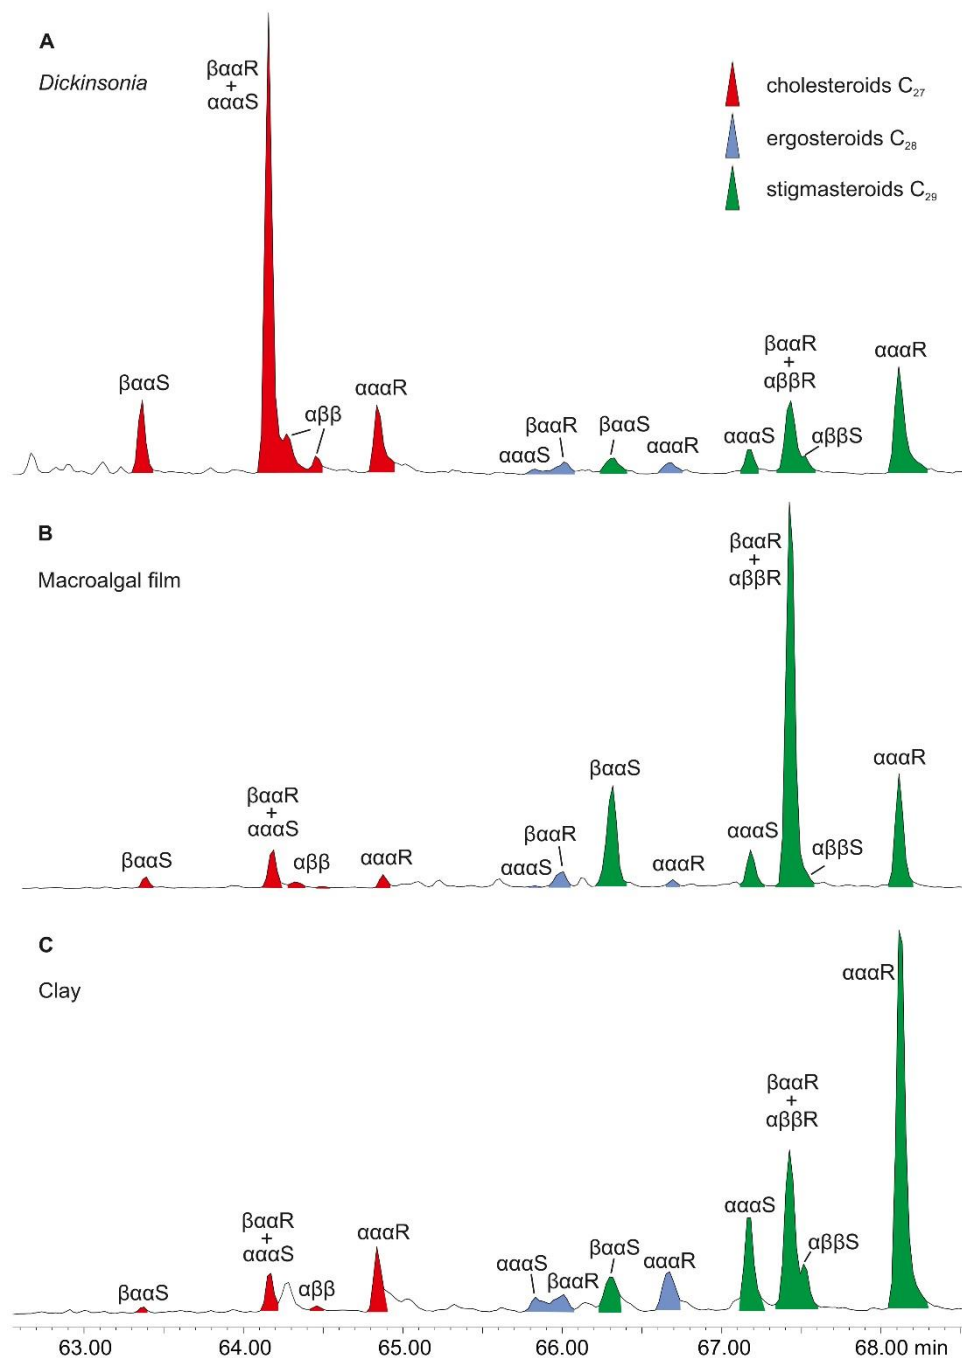 A
Dickinsonia
βααR
+
αααS
cholesteroids C₂₇
ergosteroids C₂₈
stigmasteroids C₂₉
βααS
αββ
αααR
αααS
βααR
βααS
αααR
αααS
βααR
+
αββR
αββS
αααR
B
Macroalgal film
βααS
βααR
+
αααS
αββ
αααR
αααS
βααR
βααS
αααR
αααS
βααR
+
αββR
αββS
αααR
C
Clay
βααS
βααR
+
αααS
αββ
αααR
αααS
βααR
βααS
αααR
αααS
βααR
+
αββR
αββS
αααR
63.00 64.00 65.00 66.00 67.00 68.00 min